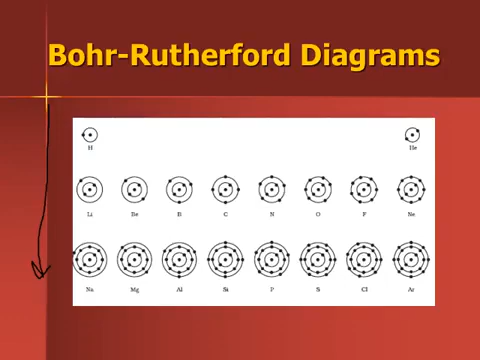 Bohr-Rutherford Diagrams
H He
Li Be B C N O F Ne
Na Mg Al Si P S Cl Ar